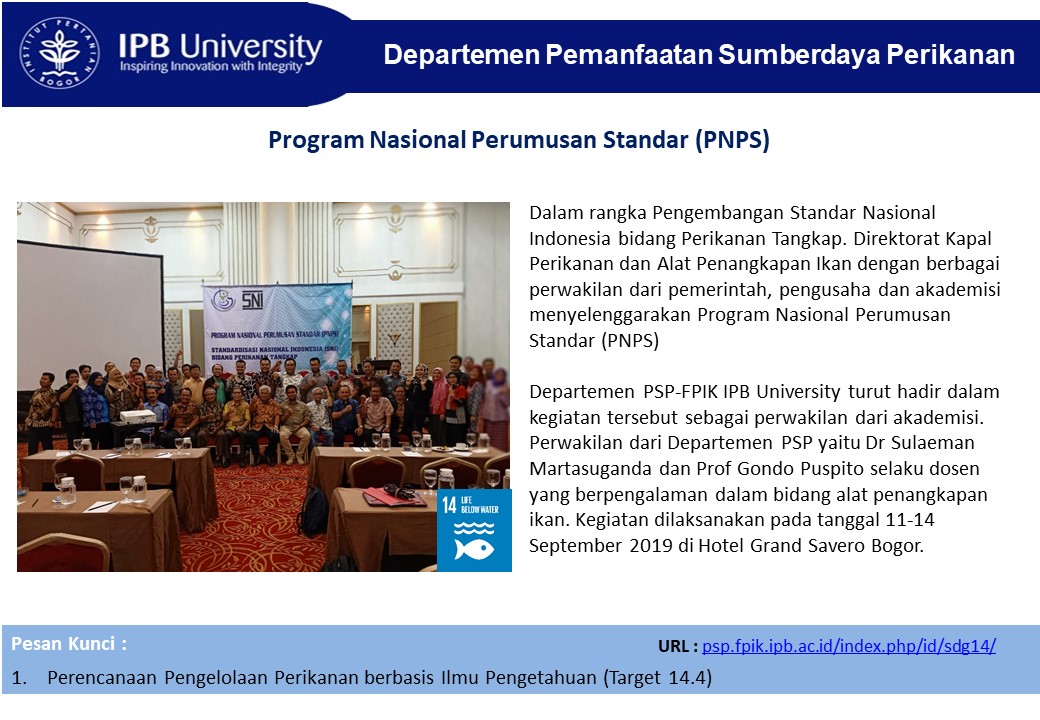 INSTITUT PERTANIAN BOGOR
IPB University
Inspiring Innovation with Integrity
Departemen Pemanfaatan Sumberdaya Perikanan
Program Nasional Perumusan Standar (PNPS)
SNI
PROGRAM NASIONAL PERUMUSAN STANDAR (PNPS)
STANDARDISASI NASIONAL INDONESIA (SNI)
BIDANG PERIKANAN TANGKAP
14 LIFE
BELOW WATER
Dalam rangka Pengembangan Standar Nasional
Indonesia bidang Perikanan Tangkap. Direktorat Kapal
Perikanan dan Alat Penangkapan Ikan dengan berbagai
perwakilan dari pemerintah, pengusaha dan akademisi
menyelenggarakan Program Nasional Perumusan
Standar (PNPS)
Departemen PSP-FPIK IPB University turut hadir dalam
kegiatan tersebut sebagai perwakilan dari akademisi.
Perwakilan dari Departemen PSP yaitu Dr Sulaeman
Martasuganda dan Prof Gondo Puspito selaku dosen
yang berpengalaman dalam bidang alat penangkapan
ikan. Kegiatan dilaksanakan pada tanggal 11-14
September 2019 di Hotel Grand Savero Bogor.
Pesan Kunci :
URL : psp.fpik.ipb.ac.id/index.php/id/sdg14/
1. Perencanaan Pengelolaan Perikanan berbasis Ilmu Pengetahuan (Target 14.4)